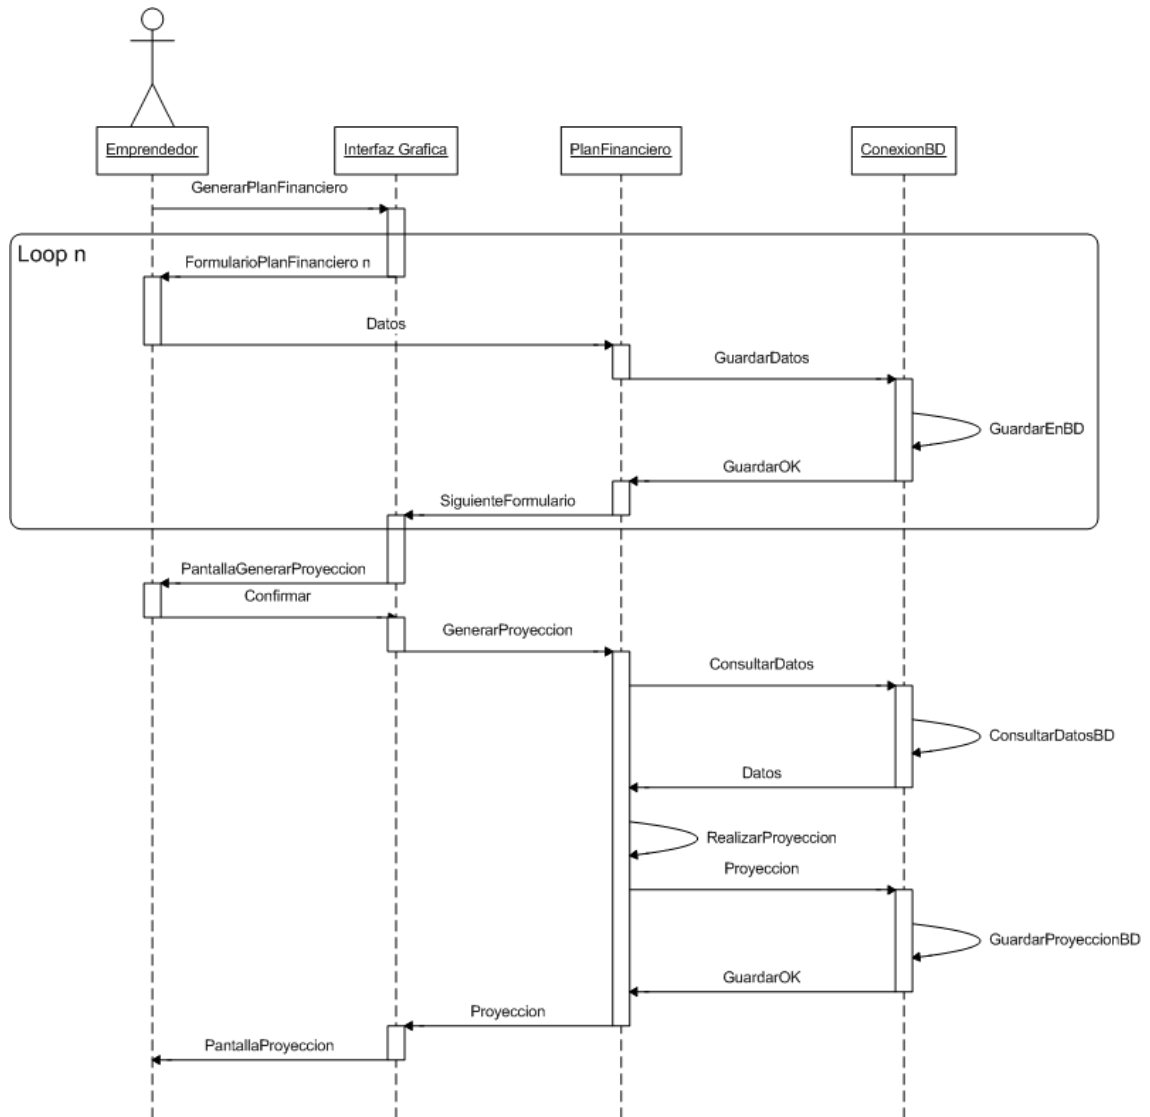 Emprendedor
Interfaz Grafica
PlanFinanciero
ConexionBD
GenerarPlanFinanciero
Loop n
FormularioPlanFinanciero n
Datos
GuardarDatos
GuardarEnBD
GuardarOK
SiguienteFormulario
PantallaGenerarProyeccion
Confirmar
GenerarProyeccion
ConsultarDatos
ConsultarDatosBD
Datos
RealizarProyeccion
Proyeccion
GuardarProyeccionBD
GuardarOK
Proyeccion
PantallaProyeccion